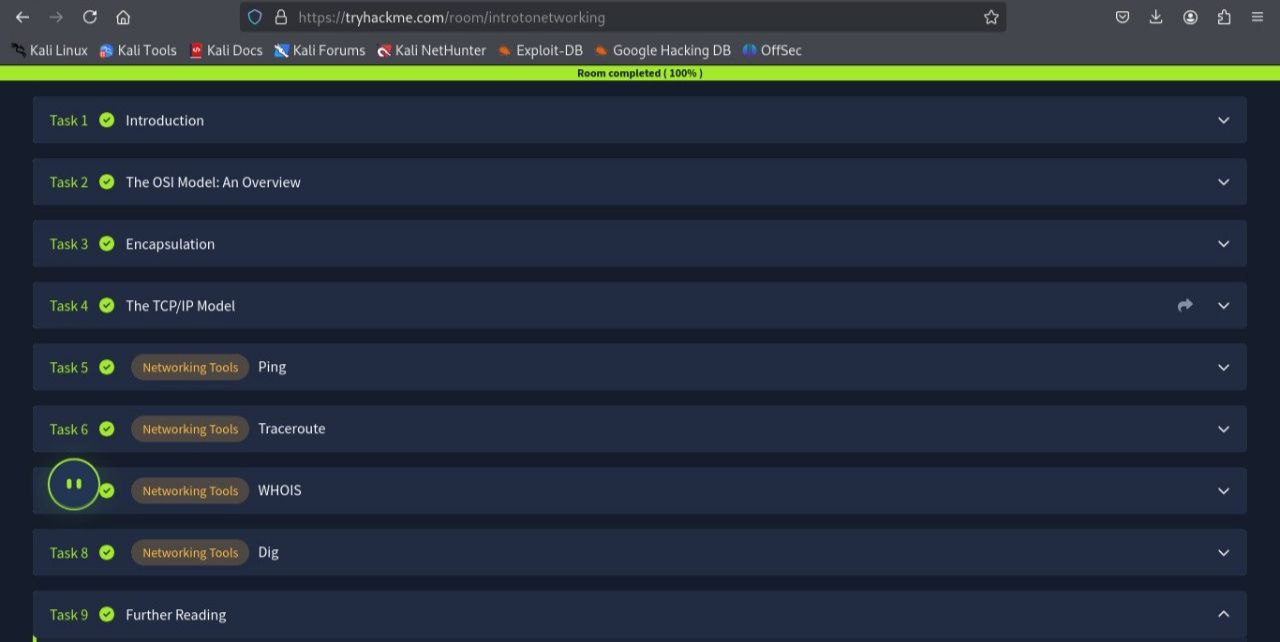 https://tryhackme.com/room/introtonetworking
Kali Linux Kali Tools Kali Docs Kali Forums Kali NetHunter Exploit-DB Google Hacking DB OffSec
Room completed ( 100% )
Task 1 Introduction
Task 2 The OSI Model: An Overview
Task 3 Encapsulation
Task 4 The TCP/IP Model
Task 5 Networking Tools Ping
Task 6 Networking Tools Traceroute
Networking Tools WHOIS
Task 8 Networking Tools Dig
Task 9 Further Reading